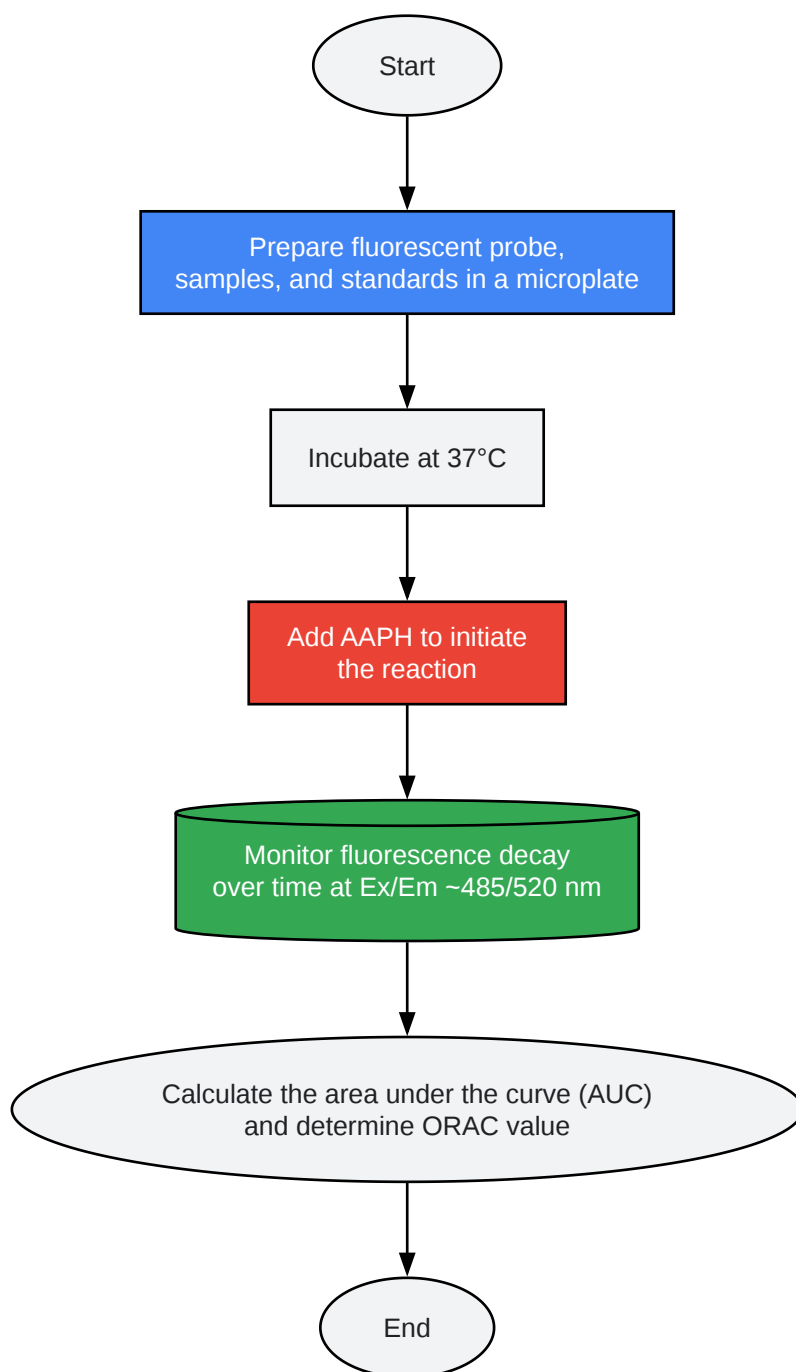 Start
Prepare fluorescent probe,
samples, and standards in a microplate
Incubate at 37°C
Add AAPH to initiate
the reaction
Monitor fluorescence decay
over time at Ex/Em ~485/520 nm
Calculate the area under the curve (AUC)
and determine ORAC value
End